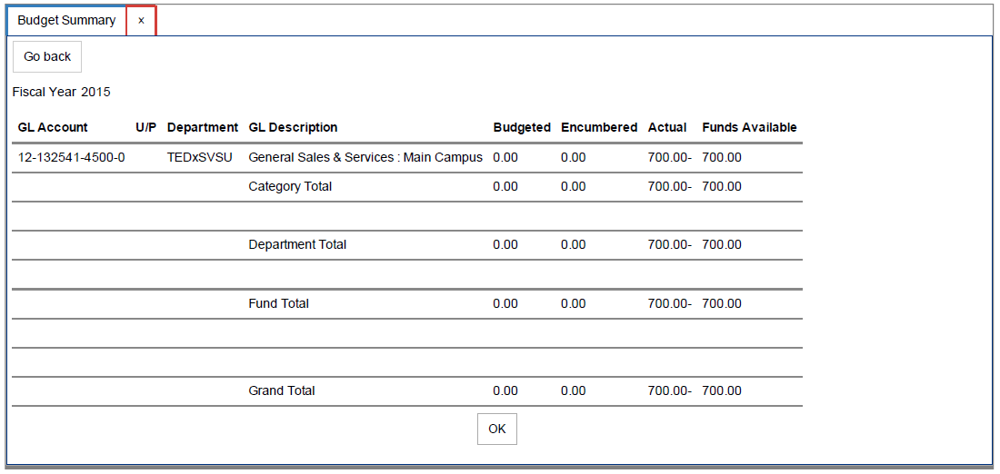 Budget Summary x
Go back
Fiscal Year 2015
GL Account U/P Department GL Description Budgeted Encumbered Actual Funds Available
12-132541-4500-0 TEDxSVSU General Sales & Services : Main Campus 0.00 0.00 700.00- 700.00
Category Total 0.00 0.00 700.00- 700.00
Department Total 0.00 0.00 700.00- 700.00
Fund Total 0.00 0.00 700.00- 700.00
Grand Total 0.00 0.00 700.00- 700.00
OK